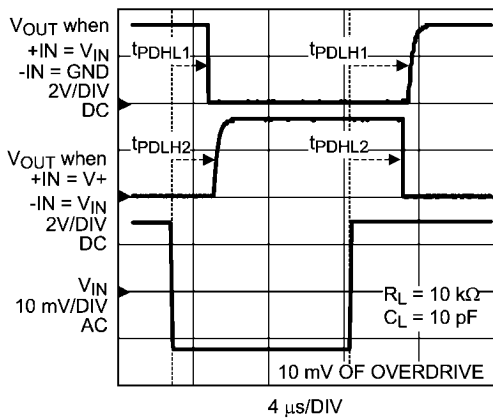 VOUT when
+IN = VIN
-IN = GND
2V/DIV
DC
tPDHL1
tPDLH1
VOUT when
+IN = V+
-IN = VIN
2V/DIV
DC
tPDLH2
tPDHL2
VIN
10 mV/DIV
AC
RL = 10 kΩ
CL = 10 pF
10 mV OF OVERDRIVE
4 μs/DIV